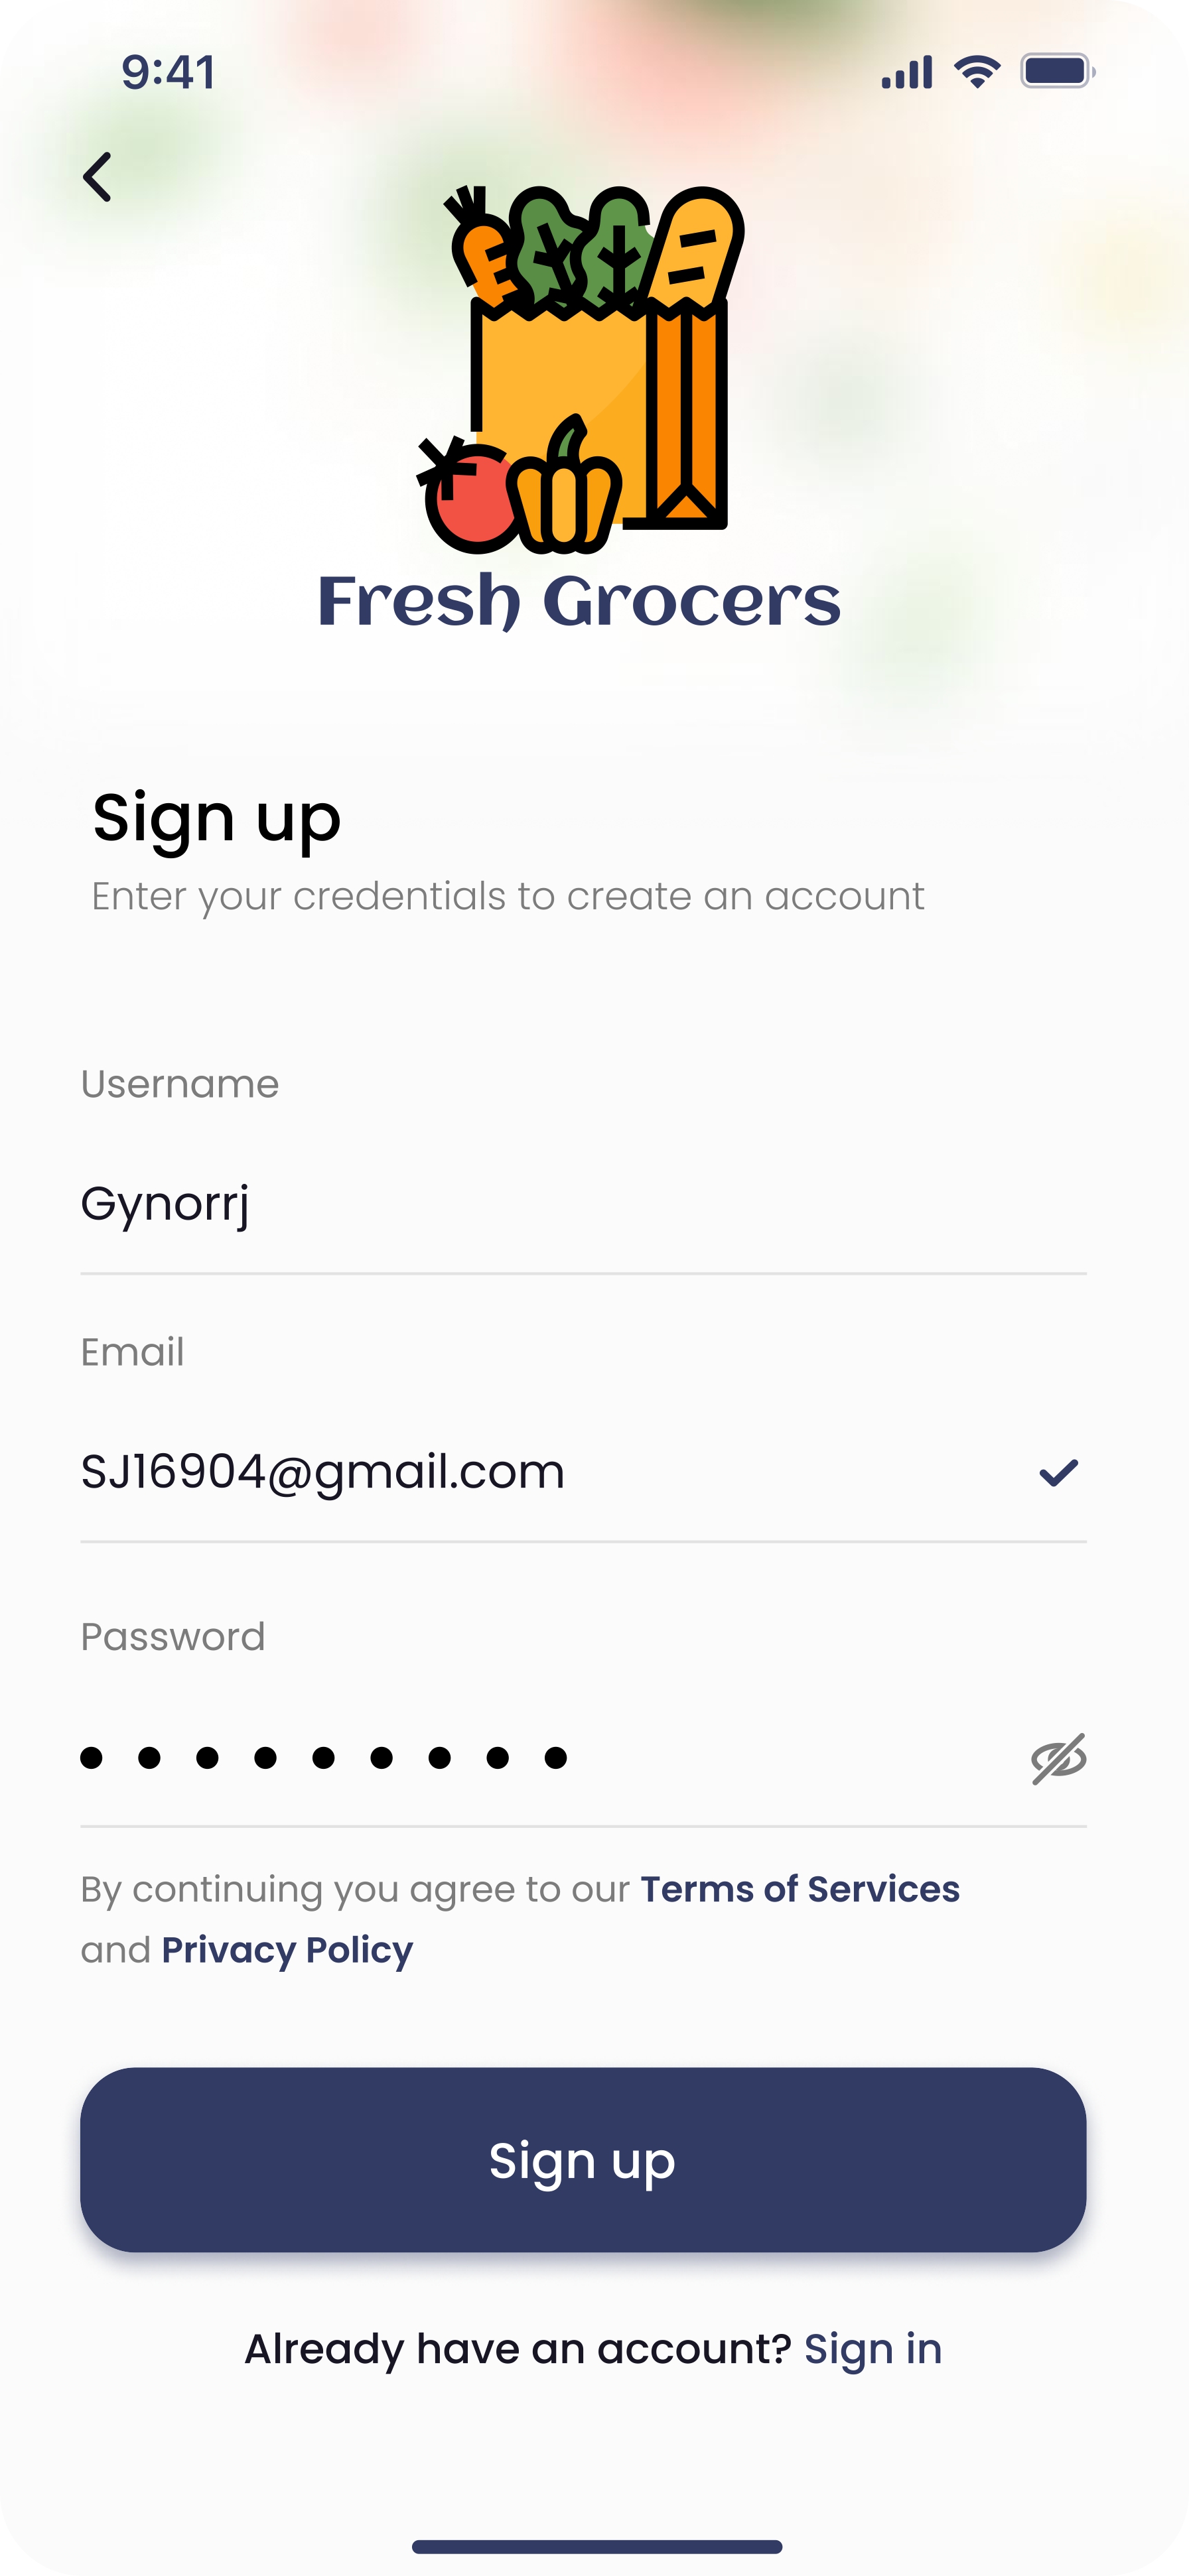 9:41
Fresh Grocers
Sign up
Enter your credentials to create an account
Username
Gynorrj
Email
SJ16904@gmail.com
Password
By continuing you agree to our Terms of Services
and Privacy Policy
Sign up
Already have an account? Sign in